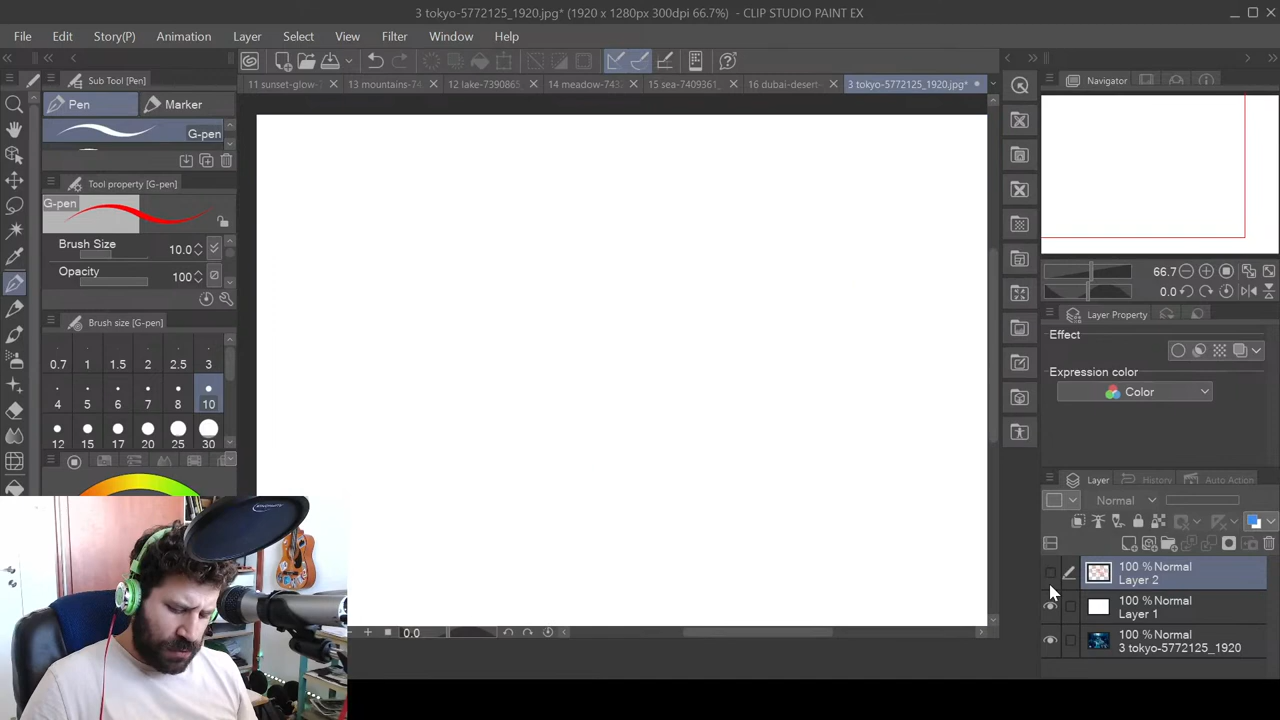 3 tokyo-5772125_1920.jpg* (1920 x 1280px 300dpi 66.7%) - CLIP STUDIO PAINT EX
File Edit Story(P) Animation Layer Select View Filter Window Help
Sub Tool [Pen]
Pen Marker
G-pen
Tool property [G-pen]
G-pen
Brush Size 10.0
Opacity 100
Brush size [G-pen]
0.7 1 1.5 2 2.5 3
4 5 6 7 8 10
12 15 17 20 25 30
11 sunset-glow- 13 mountains-74 12 lake-7390865 14 meadow-743 15 sea-7409361_ 16 dubai-desert- 3 tokyo-5772125_1920.jpg*
0.0
Navigator
66.7
0.0
Layer Property
Effect
Expression color
Color
Layer History Auto Action
Normal
100 % Normal
Layer 2
100 % Normal
Layer 1
100 % Normal
3 tokyo-5772125_1920